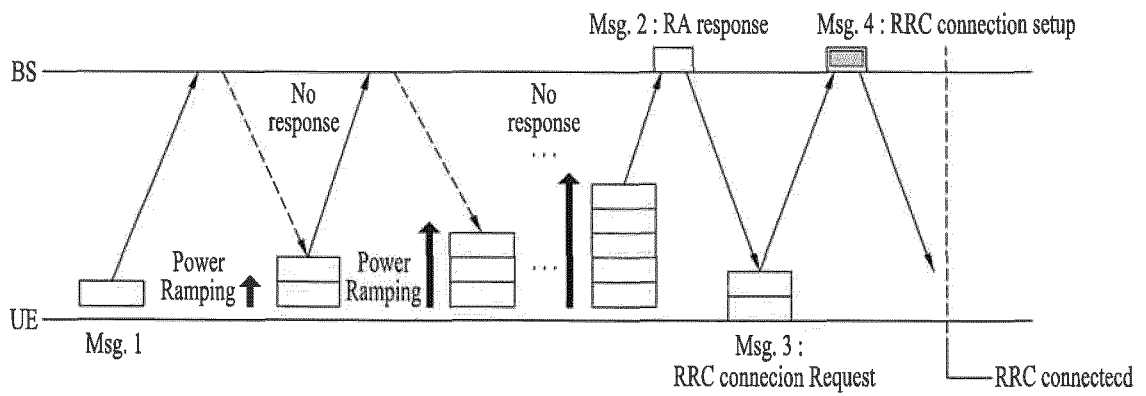 Msg. 2 : RA response
Msg. 4 : RRC connection setup
BS
No
response
No
response
...
Power
Ramping
Power
Ramping
...
UE
Msg. 1
Msg. 3 :
RRC connecion Request
RRC connectecd